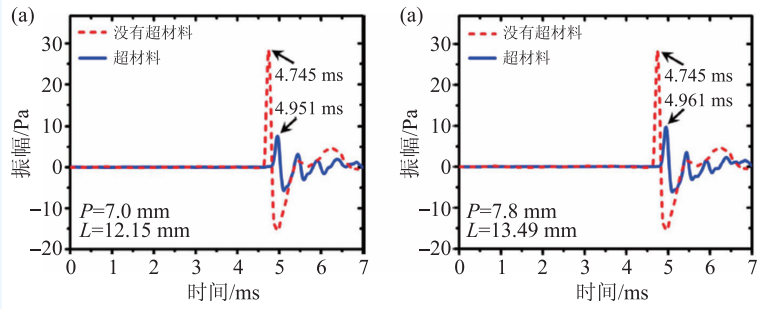 (a)
振幅/Pa
30
20
10
0
−10
−20
没有超材料
超材料
4.745 ms
4.951 ms
P=7.0 mm
L=12.15 mm
0 1 2 3 4 5 6 7
时间/ms
(a)
振幅/Pa
30
20
10
0
−10
−20
没有超材料
超材料
4.745 ms
4.961 ms
P=7.8 mm
L=13.49 mm
0 1 2 3 4 5 6 7
时间/ms